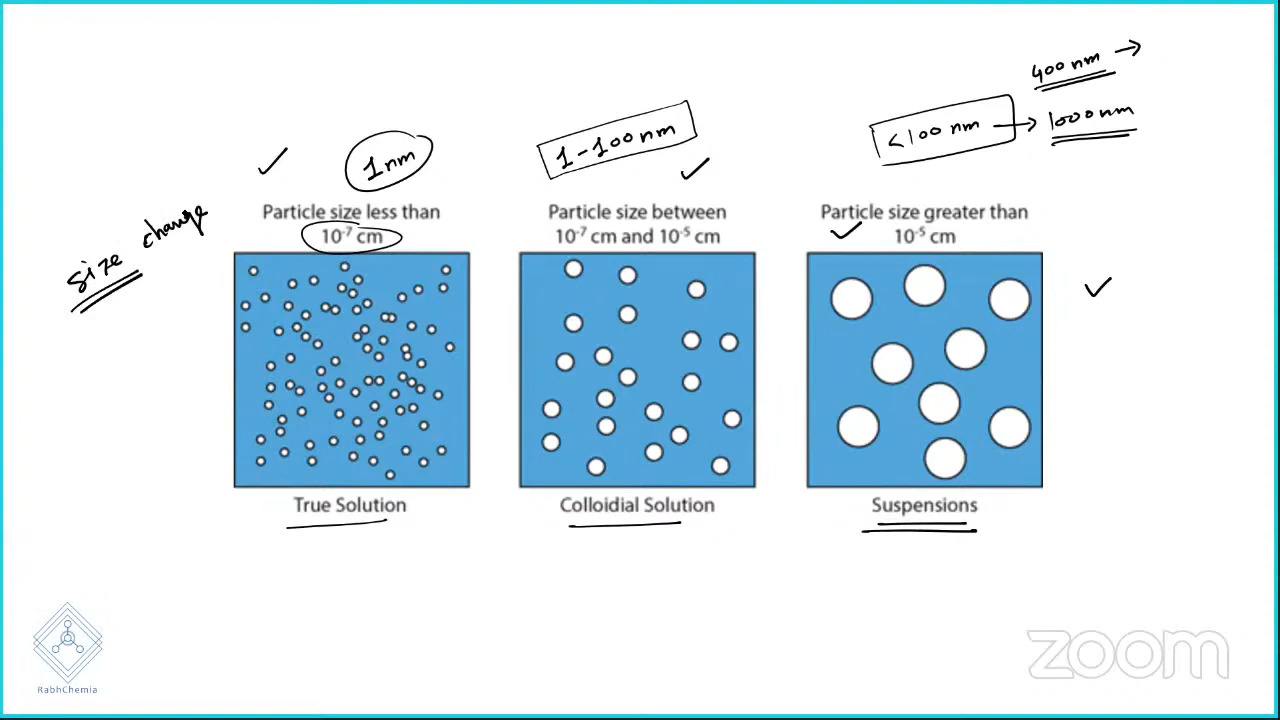 400 nm →
<100 nm → 1000 nm
1-100 nm
1 nm
size change
Particle size less than
10⁻⁷ cm
Particle size between
10⁻⁷ cm and 10⁻⁵ cm
Particle size greater than
10⁻⁵ cm
True Solution
Colloidial Solution
Suspensions
RabhChemia
zoom